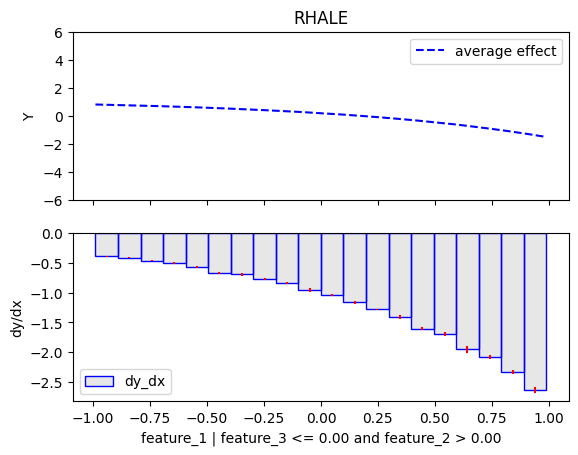 RHALE
6
4
2
0
−2
−4
−6
Y
average effect
0.0
−0.5
−1.0
−1.5
−2.0
−2.5
dy/dx
dy_dx
−1.00 −0.75 −0.50 −0.25 0.00 0.25 0.50 0.75 1.00
feature_1 | feature_3 <= 0.00 and feature_2 > 0.00